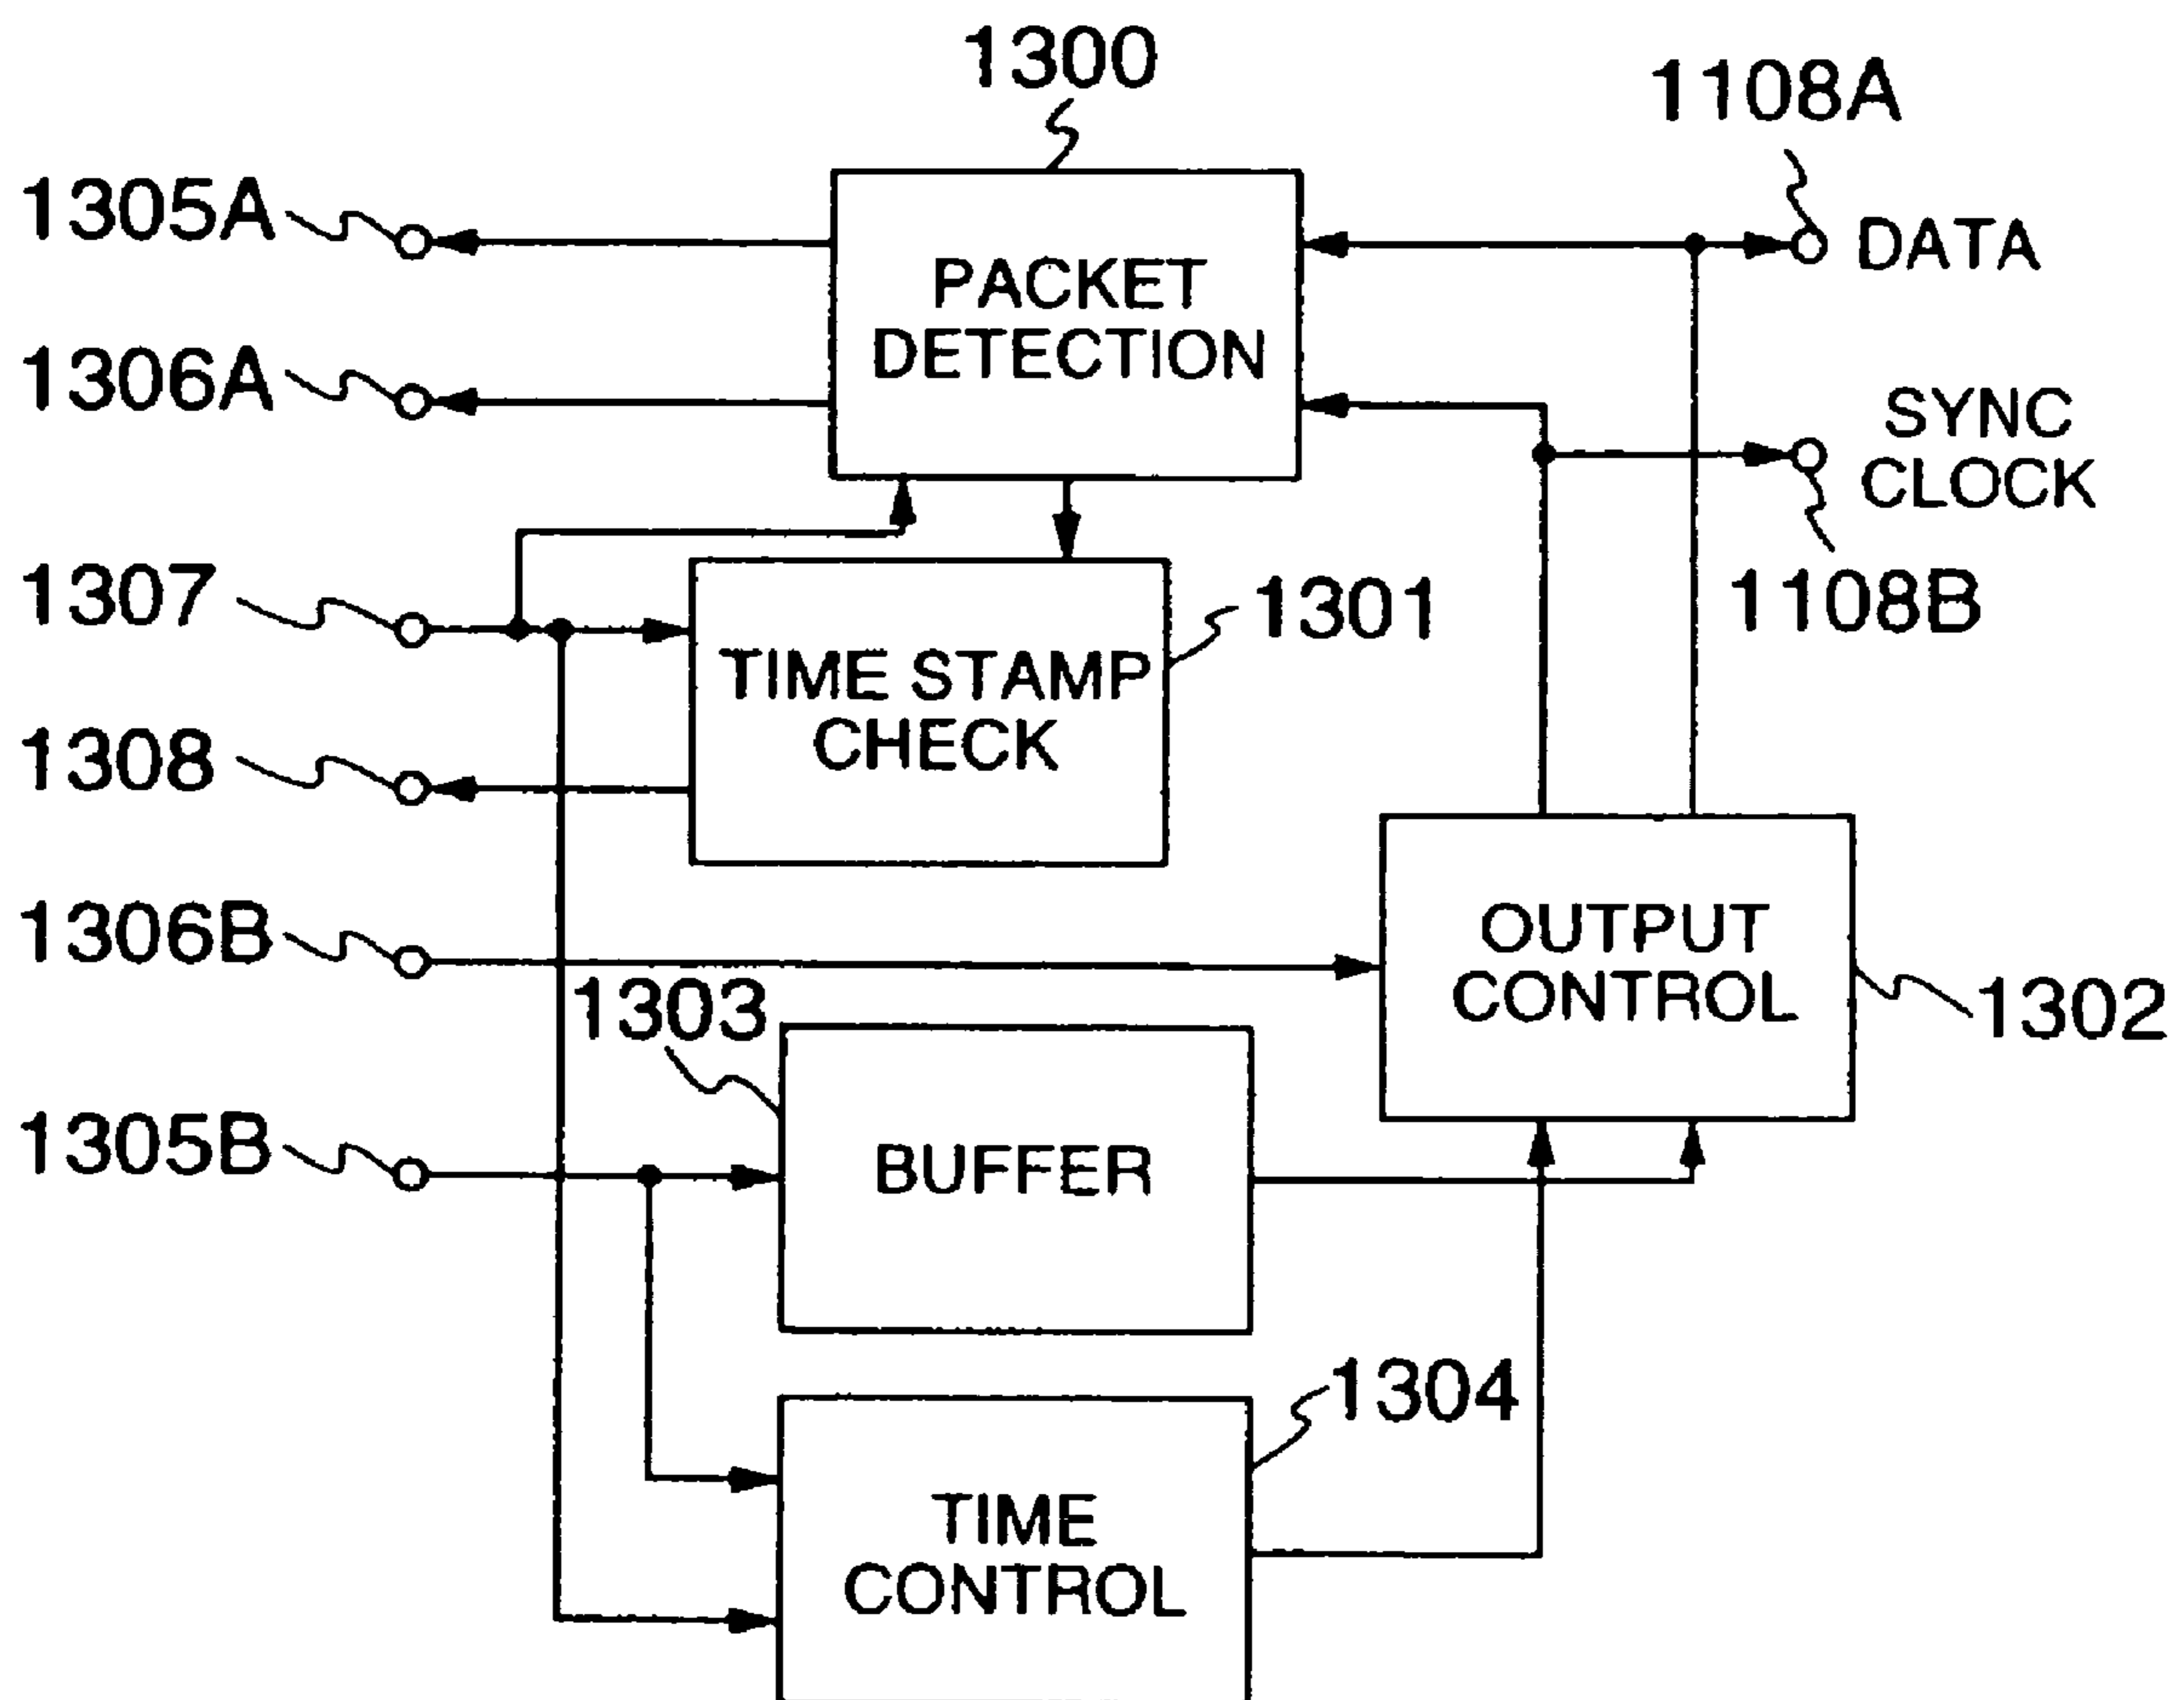 1300
1108A
1305A
DATA
PACKET
DETECTION
1306A
SYNC
CLOCK
1307
1301
1108B
TIME STAMP
CHECK
1308
1306B
OUTPUT
CONTROL
1303
1302
1305B
BUFFER
1304
TIME
CONTROL